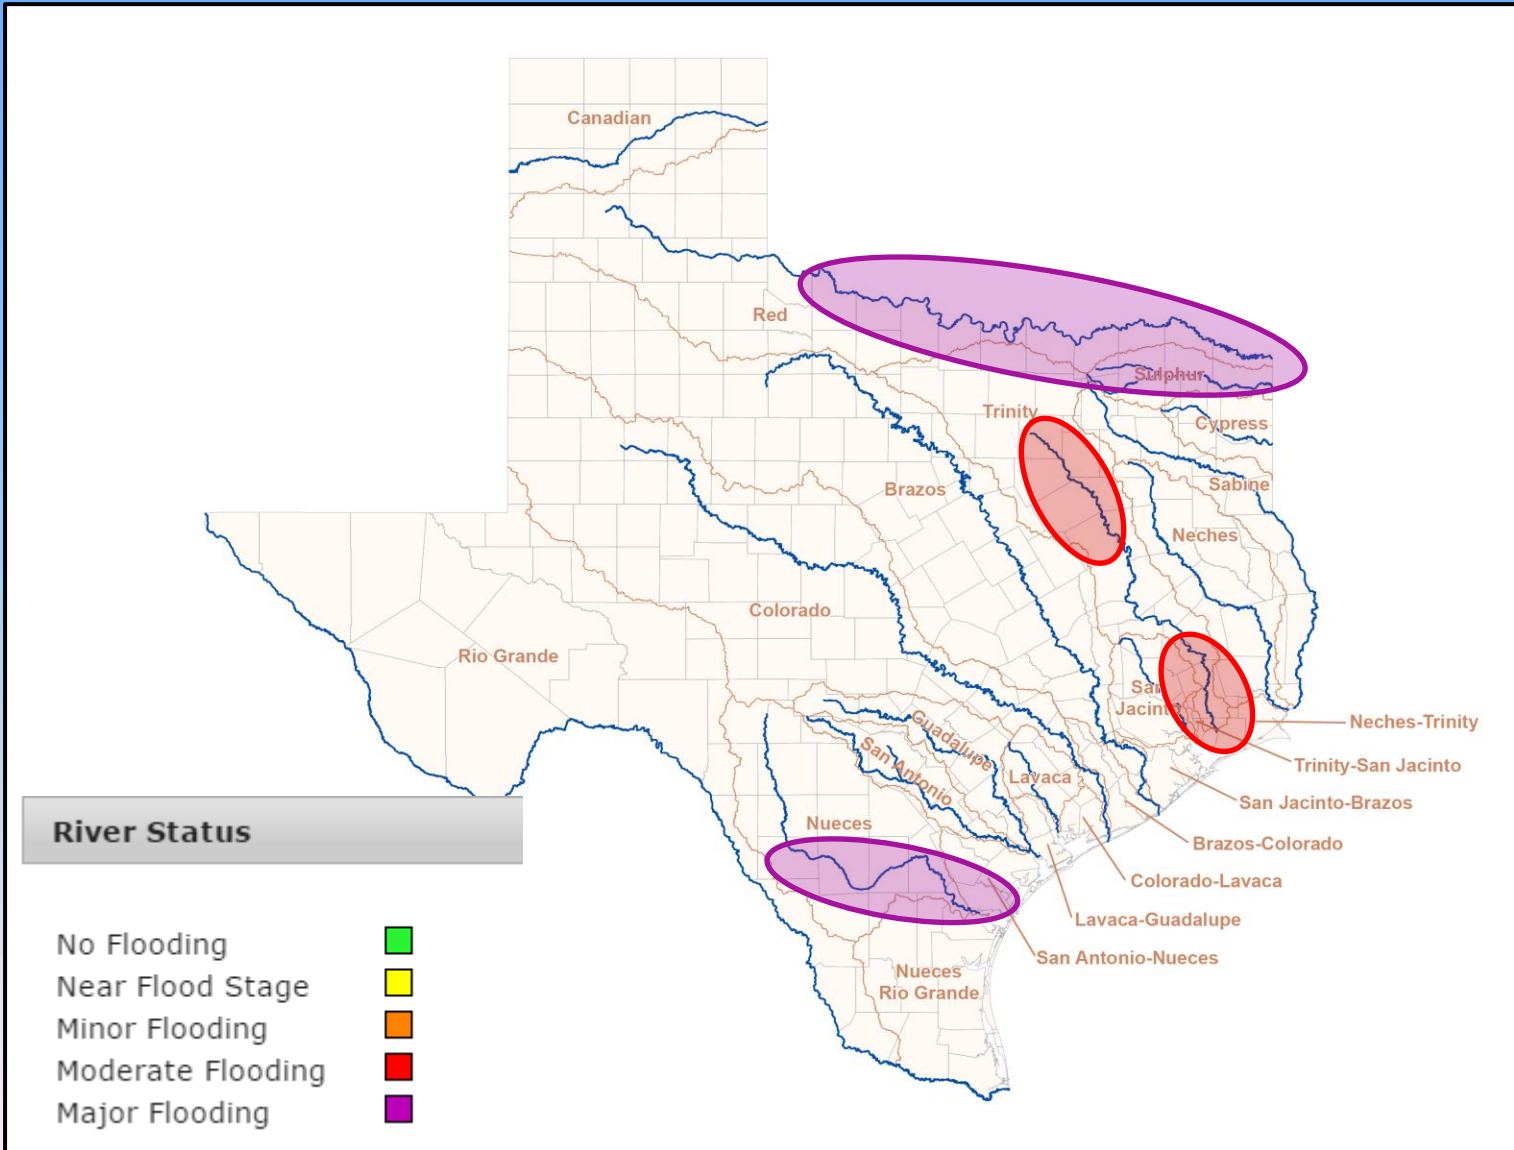 Canadian
Red
Sulphur
Trinity
Cypress
Brazos
Sabine
Neches
Colorado
Rio Grande
San
Jacinto
Neches-Trinity
Guadalupe
San Antonio
Lavaca
Trinity-San Jacinto
San Jacinto-Brazos
Nueces
Brazos-Colorado
Colorado-Lavaca
Lavaca-Guadalupe
San Antonio-Nueces
Nueces
Rio Grande
River Status
No Flooding
Near Flood Stage
Minor Flooding
Moderate Flooding
Major Flooding